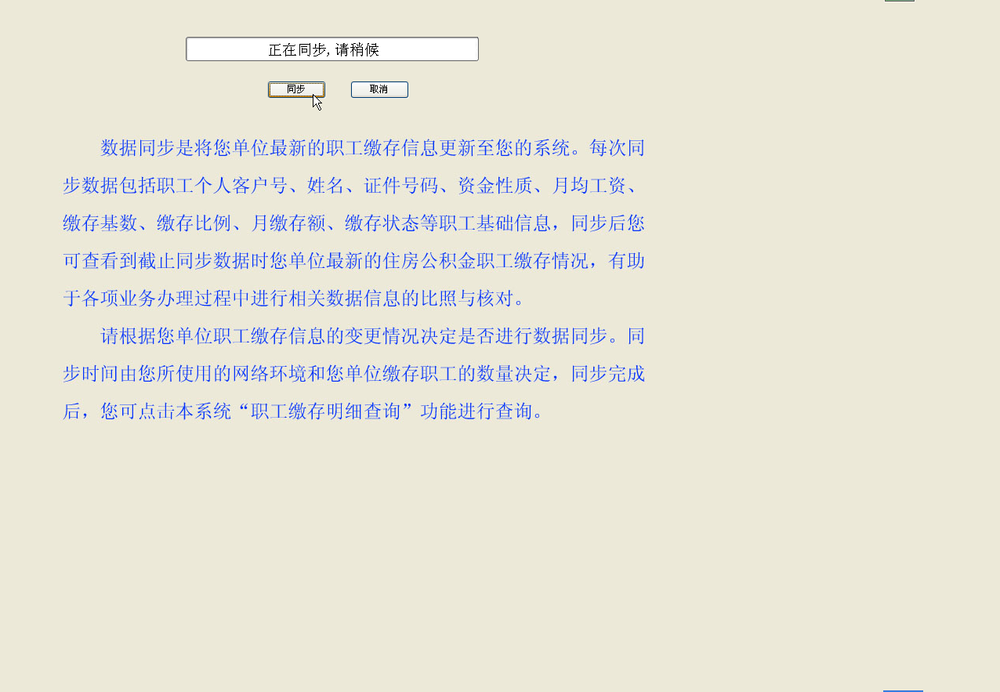 正在同步,请稍候
同步
取消
数据同步是将您单位最新的职工缴存信息更新至您的系统。每次同
步数据包括职工个人客户号、姓名、证件号码、资金性质、月均工资、
缴存基数、缴存比例、月缴存额、缴存状态等职工基础信息，同步后您
可查看到截止同步数据时您单位最新的住房公积金职工缴存情况，有助
于各项业务办理过程中进行相关数据信息的比照与核对。
请根据您单位职工缴存信息的变更情况决定是否进行数据同步。同
步时间由您所使用的网络环境和您单位缴存职工的数量决定，同步完成
后，您可点击本系统“职工缴存明细查询”功能进行查询。